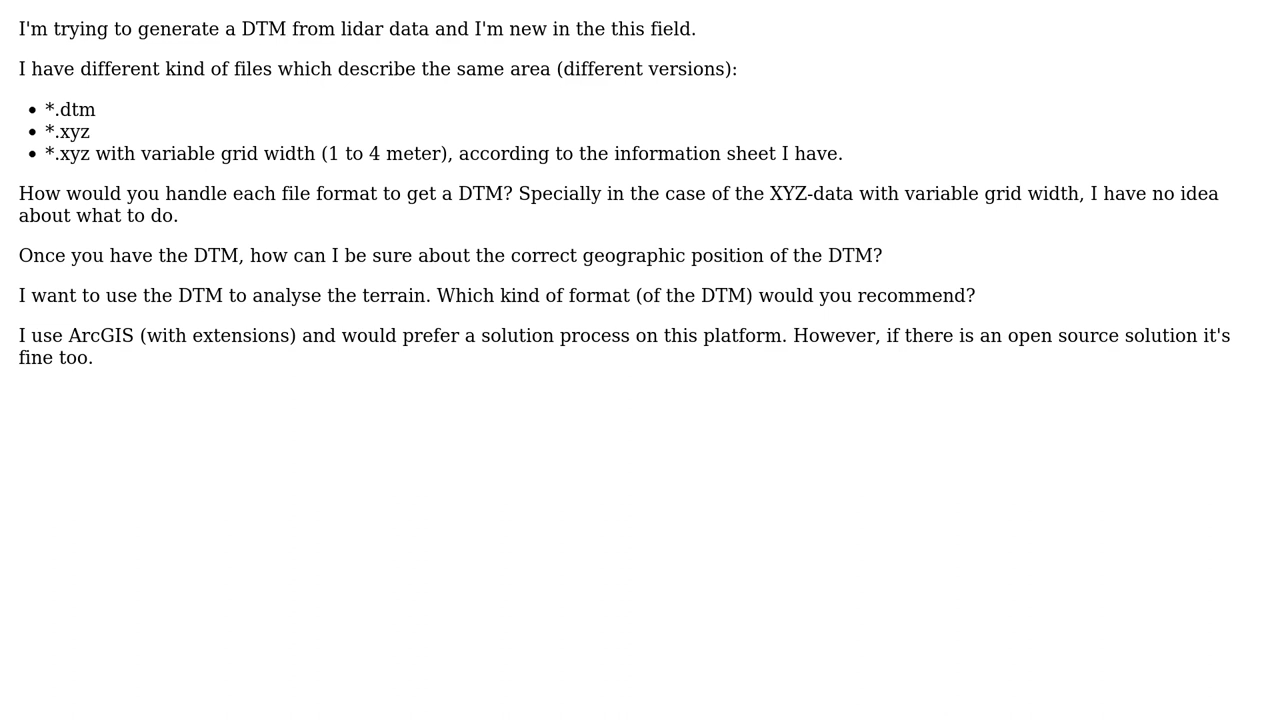 I'm trying to generate a DTM from lidar data and I'm new in the this field.
I have different kind of files which describe the same area (different versions):
• *.dtm
• *.xyz
• *.xyz with variable grid width (1 to 4 meter), according to the information sheet I have.
How would you handle each file format to get a DTM? Specially in the case of the XYZ-data with variable grid width, I have no idea
about what to do.
Once you have the DTM, how can I be sure about the correct geographic position of the DTM?
I want to use the DTM to analyse the terrain. Which kind of format (of the DTM) would you recommend?
I use ArcGIS (with extensions) and would prefer a solution process on this platform. However, if there is an open source solution it's
fine too.